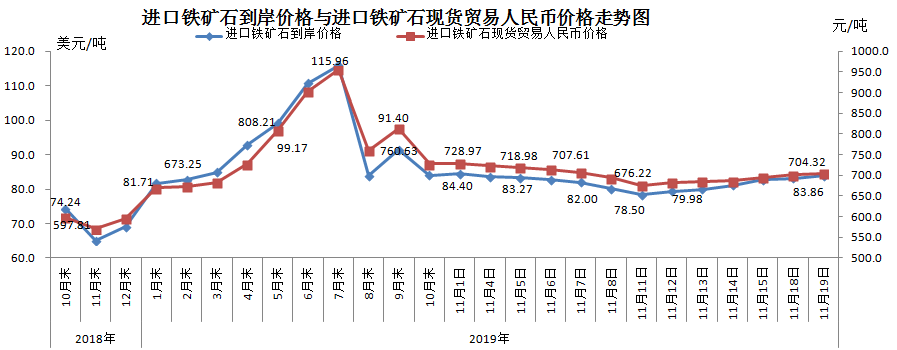 进口铁矿石到岸价格与进口铁矿石现货贸易人民币价格走势图
进口铁矿石到岸价格 进口铁矿石现货贸易人民币价格
美元/吨 元/吨
120.0
110.0
100.0
90.0
80.0
70.0
60.0
1000.0
950.0
900.0
850.0
800.0
750.0
700.0
650.0
600.0
550.0
500.0
74.24
597.81
81.71
673.25
808.21
99.17
115.96
91.40
760.63
728.97
84.40
718.98
83.27
707.61
82.00
676.22
78.50
79.98
704.32
83.86
10月末
11月末
12月末
1月末
2月末
3月末
4月末
5月末
6月末
7月末
8月末
9月末
10月末
11月1日
11月4日
11月5日
11月6日
11月7日
11月8日
11月11日
11月12日
11月13日
11月14日
11月15日
11月18日
11月19日
2018年 2019年